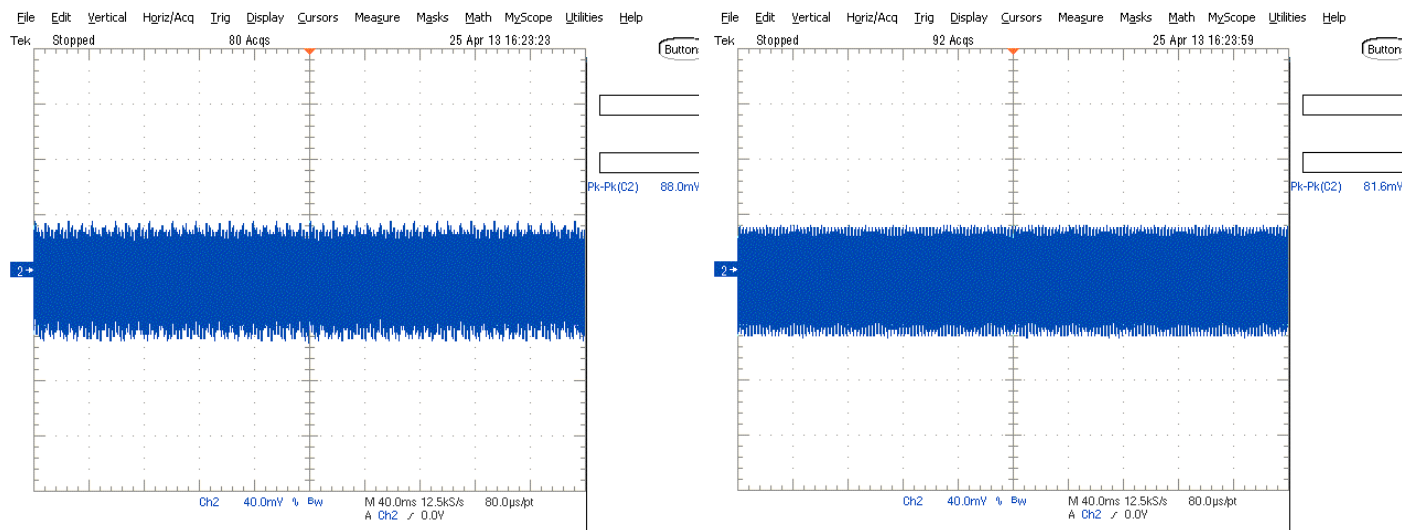 File Edit Vertical Horiz/Acq Trig Display Cursors Measure Masks Math MyScope Utilities Help
Tek Stopped 80 Acqs 25 Apr 13 16:23:23
Button
Pk-Pk(C2) 88.0mV
2
Ch2 40.0mV % Bw M 40.0ms 12.5kS/s 80.0µs/pt
A Ch2 ∕ 0.0V
File Edit Vertical Horiz/Acq Trig Display Cursors Measure Masks Math MyScope Utilities Help
Tek Stopped 92 Acqs 25 Apr 13 16:23:59
Button
Pk-Pk(C2) 81.6mV
2
Ch2 40.0mV % Bw M 40.0ms 12.5kS/s 80.0µs/pt
A Ch2 ∕ 0.0V